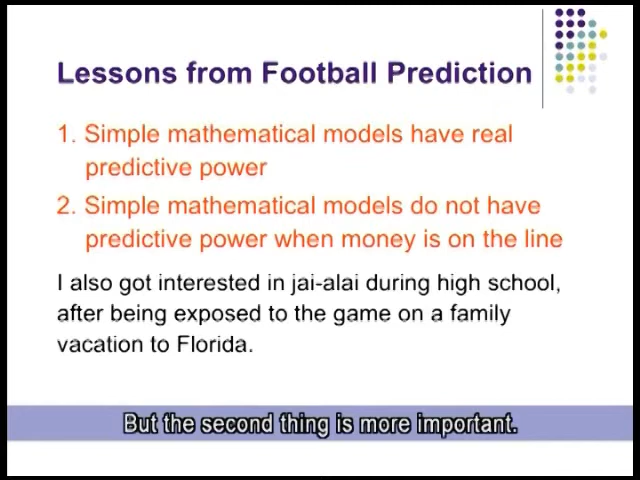 Lessons from Football Prediction
1. Simple mathematical models have real
predictive power
2. Simple mathematical models do not have
predictive power when money is on the line
I also got interested in jai-alai during high school,
after being exposed to the game on a family
vacation to Florida.
But the second thing is more important.